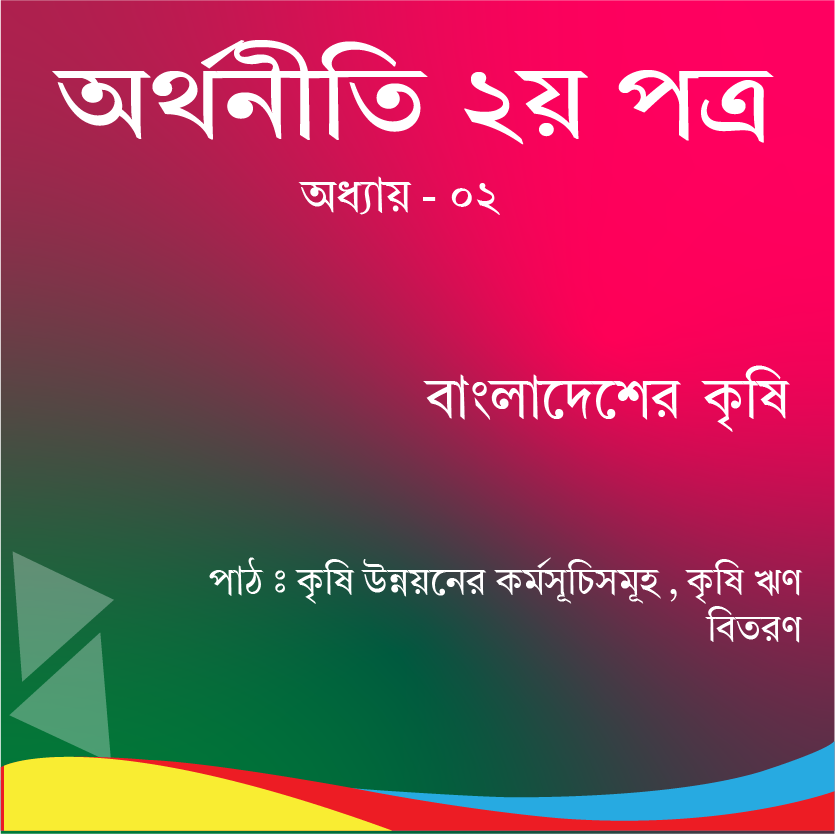 অর্থনীতি ২য় পত্র
অধ্যায় - ০২
বাংলাদেশের কৃষি
পাঠ ঃ কৃষি উন্নয়নের কর্মসূচিসমূহ , কৃষি ঋণ
বিতরণ